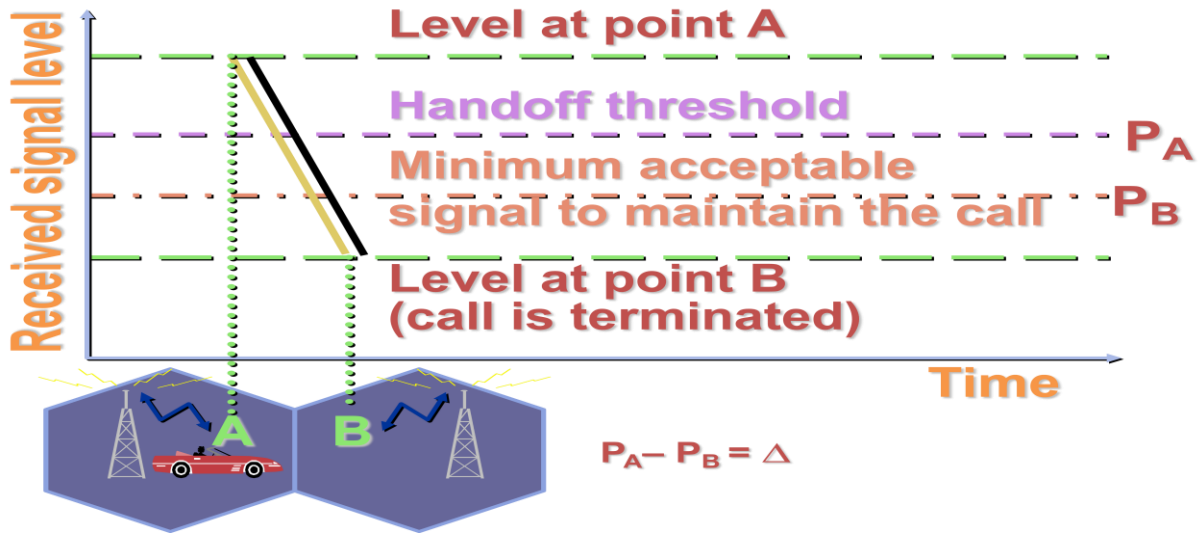 Received signal level
Level at point A
Handoff threshold
P_A
Minimum acceptable
signal to maintain the call
P_B
Level at point B
(call is terminated)
Time
A
B
P_A – P_B = Δ